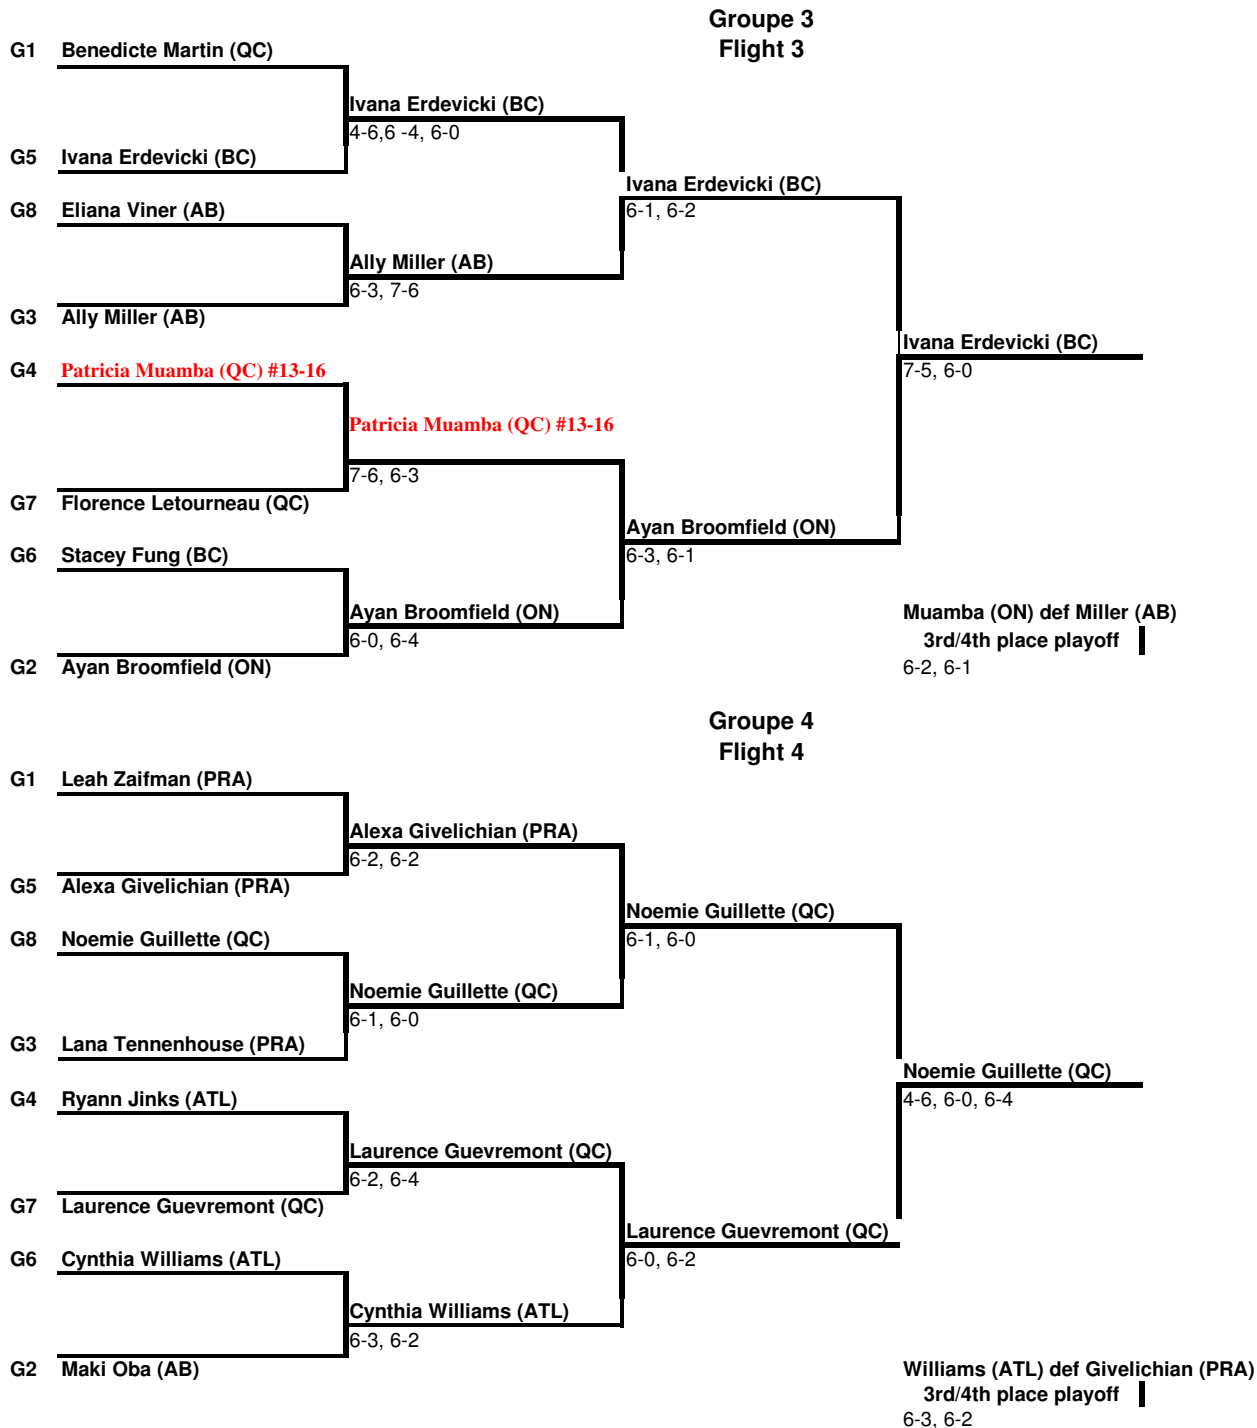 Groupe 3
Flight 3
G1 Benedicte Martin (QC)
Ivana Erdevicki (BC)
4-6,6 -4, 6-0
G5 Ivana Erdevicki (BC)
Ivana Erdevicki (BC)
6-1, 6-2
G8 Eliana Viner (AB)
Ally Miller (AB)
6-3, 7-6
G3 Ally Miller (AB)
Ivana Erdevicki (BC)
7-5, 6-0
G4 Patricia Muamba (QC) #13-16
Patricia Muamba (QC) #13-16
7-6, 6-3
G7 Florence Letourneau (QC)
Ayan Broomfield (ON)
6-3, 6-1
G6 Stacey Fung (BC)
Ayan Broomfield (ON)
6-0, 6-4
G2 Ayan Broomfield (ON)
Muamba (ON) def Miller (AB)
3rd/4th place playoff
6-2, 6-1
Groupe 4
Flight 4
G1 Leah Zaifman (PRA)
Alexa Givelichian (PRA)
6-2, 6-2
G5 Alexa Givelichian (PRA)
Noemie Guillette (QC)
6-1, 6-0
G8 Noemie Guillette (QC)
Noemie Guillette (QC)
6-1, 6-0
G3 Lana Tennenhouse (PRA)
Noemie Guillette (QC)
4-6, 6-0, 6-4
G4 Ryann Jinks (ATL)
Laurence Guevremont (QC)
6-2, 6-4
G7 Laurence Guevremont (QC)
Laurence Guevremont (QC)
6-0, 6-2
G6 Cynthia Williams (ATL)
Cynthia Williams (ATL)
6-3, 6-2
G2 Maki Oba (AB)
Williams (ATL) def Givelichian (PRA)
3rd/4th place playoff
6-3, 6-2